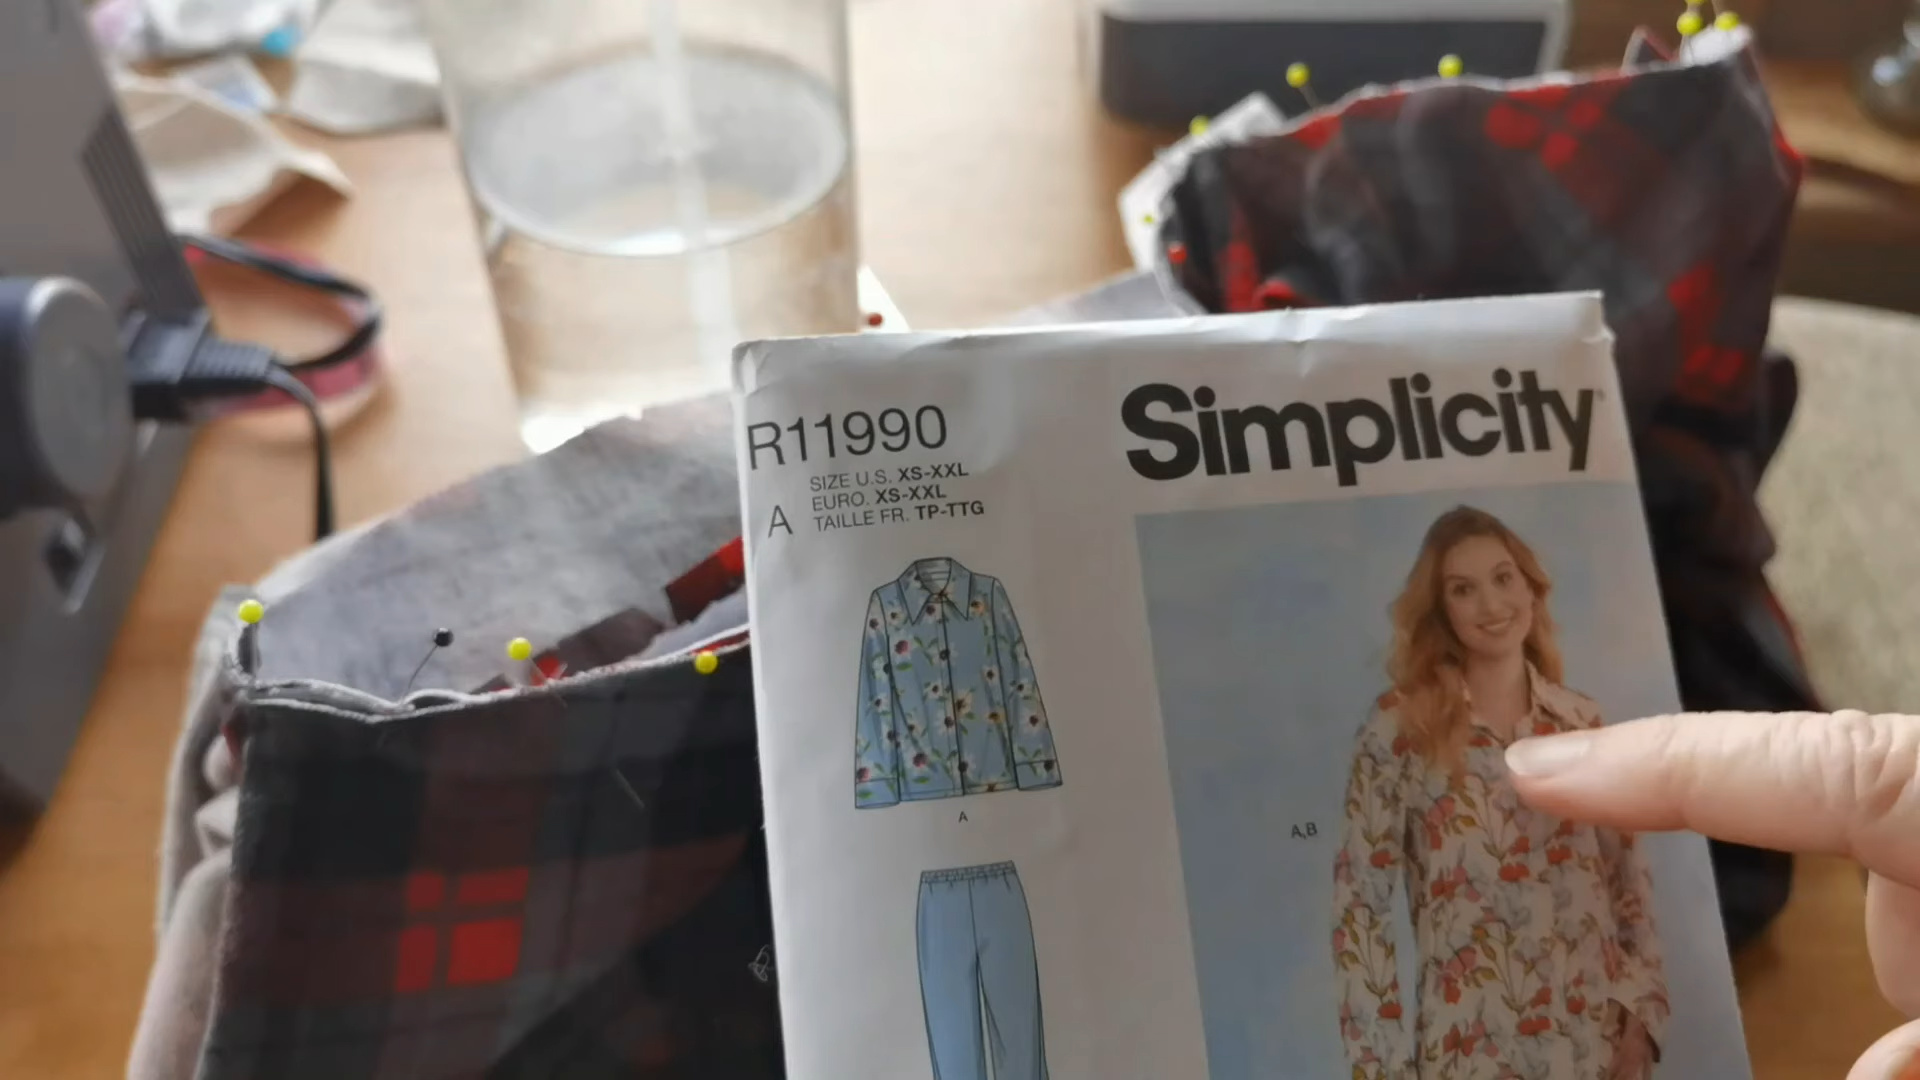 R11990
SIZE U.S. XS-XXL
EURO. XS-XXL
A
TAILLE FR. TP-TTG
Simplicity
A
A,B